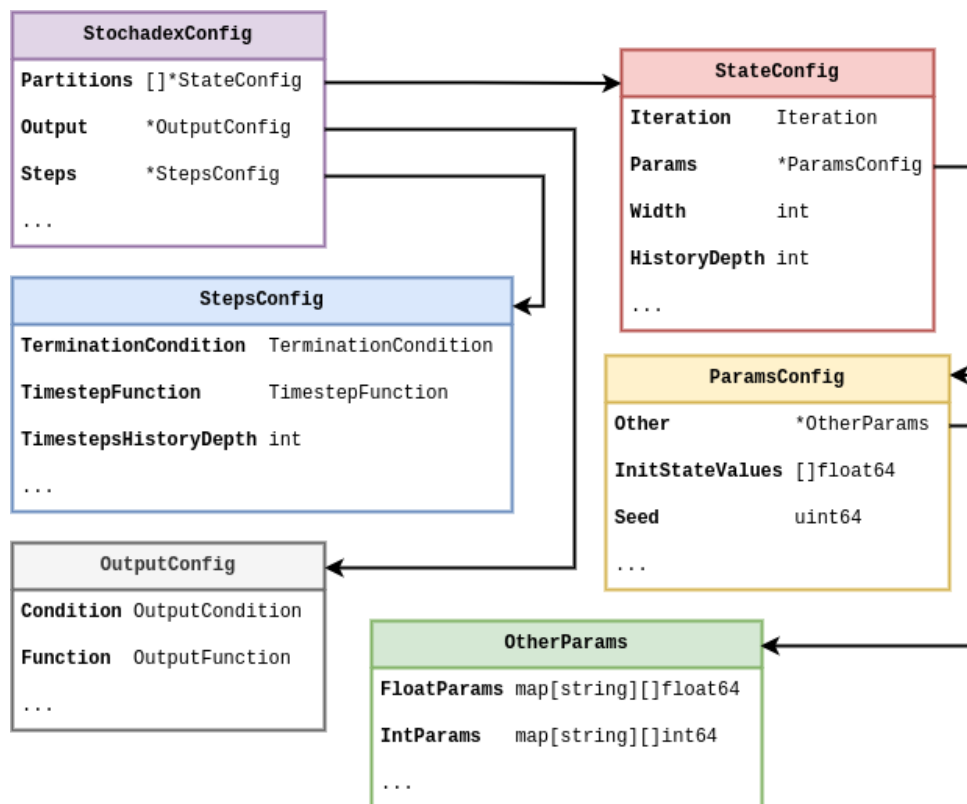 StochadexConfig
Partitions []*StateConfig
Output *OutputConfig
Steps *StepsConfig
...
StateConfig
Iteration Iteration
Params *ParamsConfig
Width int
HistoryDepth int
...
StepsConfig
TerminationCondition TerminationCondition
TimestepFunction TimestepFunction
TimestepsHistoryDepth int
...
ParamsConfig
Other *OtherParams
InitStateValues []float64
Seed uint64
...
OutputConfig
Condition OutputCondition
Function OutputFunction
...
OtherParams
FloatParams map[string][]float64
IntParams map[string][]int64
...